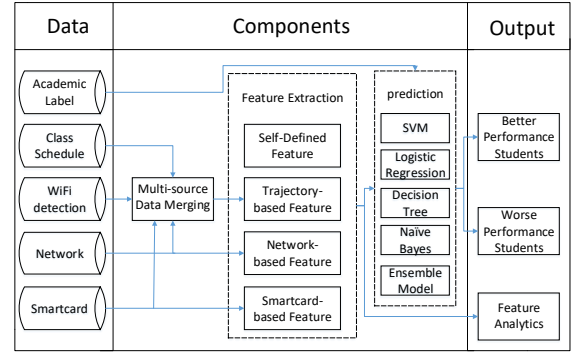 Data
Components
Output
Academic
Label
Class
Schedule
WiFi
detection
Network
Smartcard
Multi-source
Data Merging
Feature Extraction
Self-Defined
Feature
Trajectory-
based Feature
Network-
based Feature
Smartcard-
based Feature
prediction
SVM
Logistic
Regression
Decision
Tree
Naïve
Bayes
Ensemble
Model
Better
Performance
Students
Worse
Performance
Students
Feature
Analytics